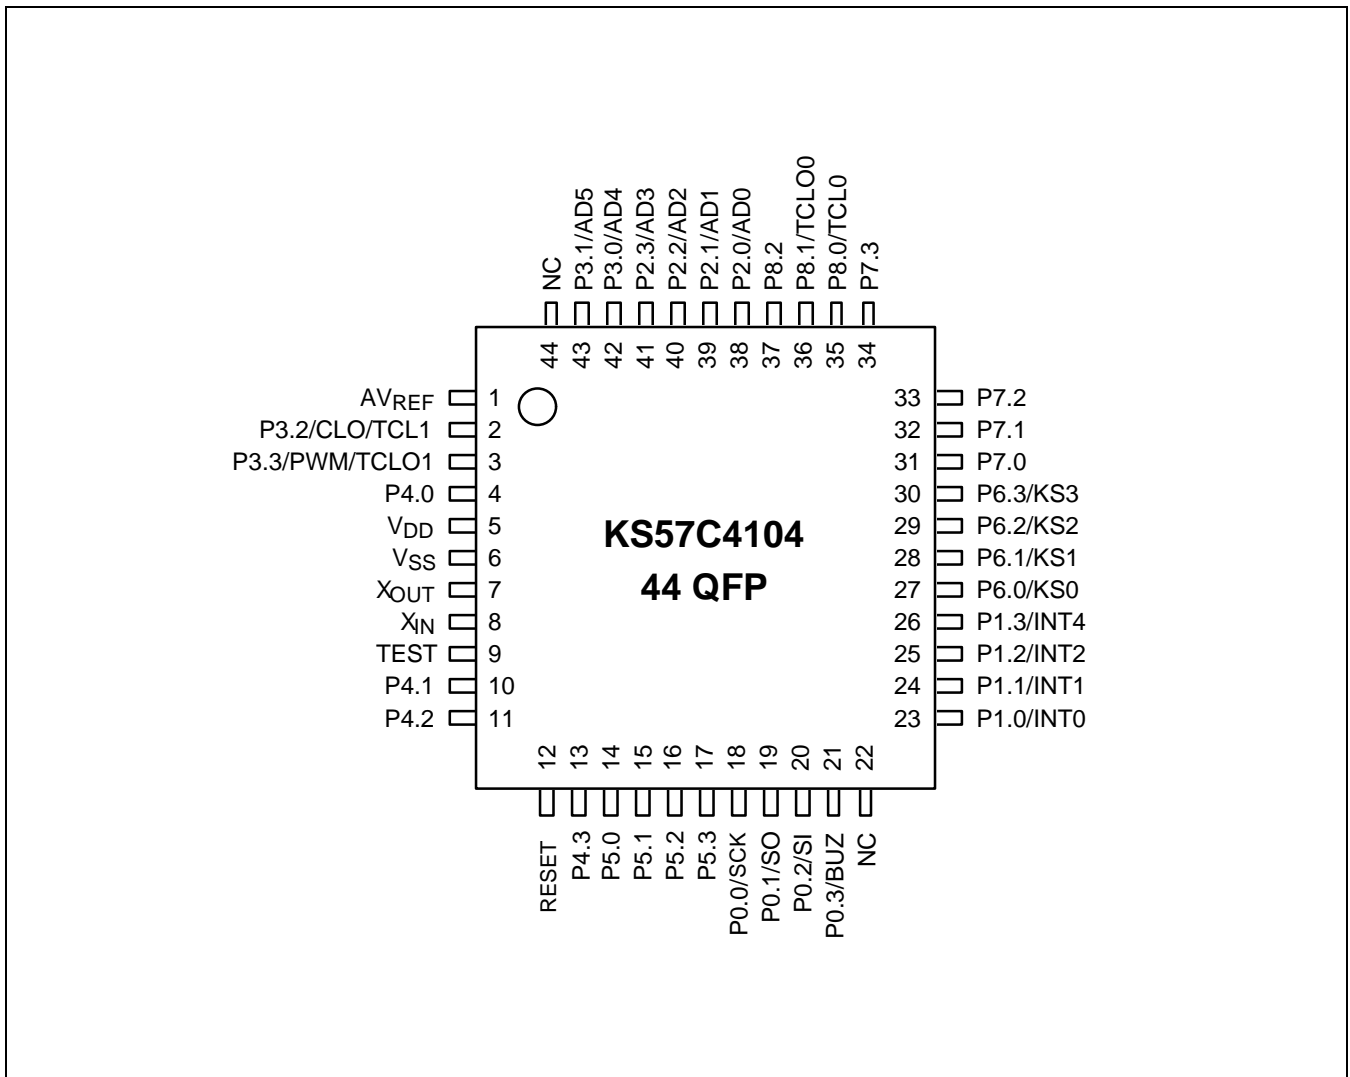 NC
P3.1/AD5
P3.0/AD4
P2.3/AD3
P2.2/AD2
P2.1/AD1
P2.0/AD0
P8.2
P8.1/TCLO0
P8.0/TCL0
P7.3
44
43
42
41
40
39
38
37
36
35
34
AVREF 1
P3.2/CLO/TCL1 2
P3.3/PWM/TCLO1 3
P4.0 4
VDD 5
VSS 6
XOUT 7
XIN 8
TEST 9
P4.1 10
P4.2 11
KS57C4104
44 QFP
33 P7.2
32 P7.1
31 P7.0
30 P6.3/KS3
29 P6.2/KS2
28 P6.1/KS1
27 P6.0/KS0
26 P1.3/INT4
25 P1.2/INT2
24 P1.1/INT1
23 P1.0/INT0
12
13
14
15
16
17
18
19
20
21
22
RESET
P4.3
P5.0
P5.1
P5.2
P5.3
P0.0/SCK
P0.1/SO
P0.2/SI
P0.3/BUZ
NC